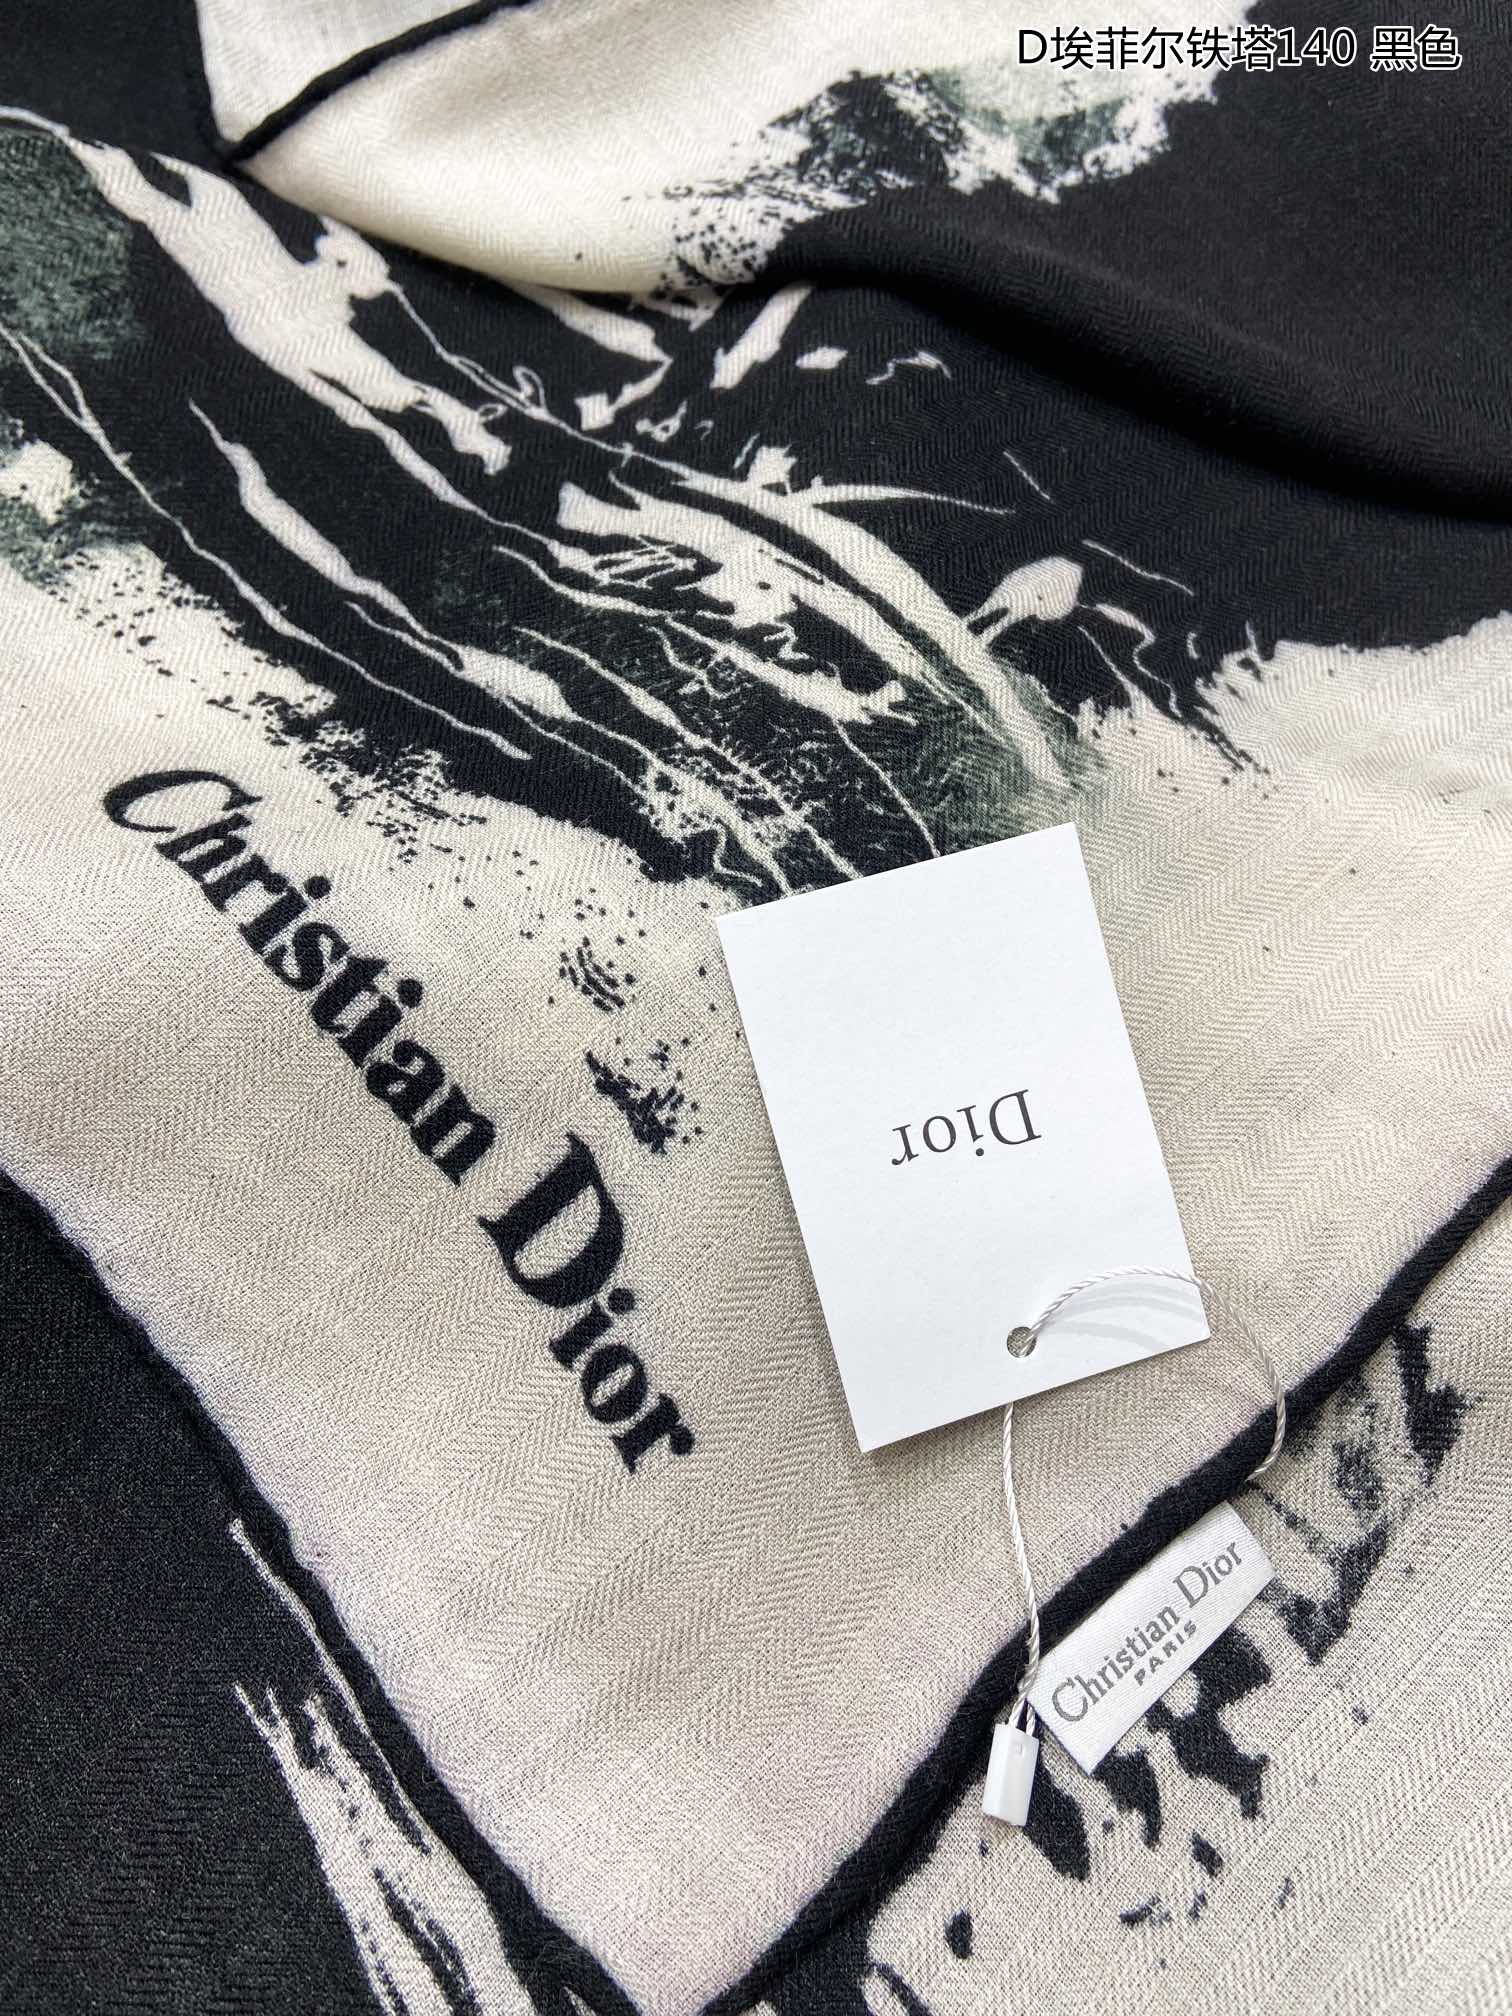 D埃菲尔铁塔140 黑色
Christian Dior
Dior
Christian Dior
PARIS